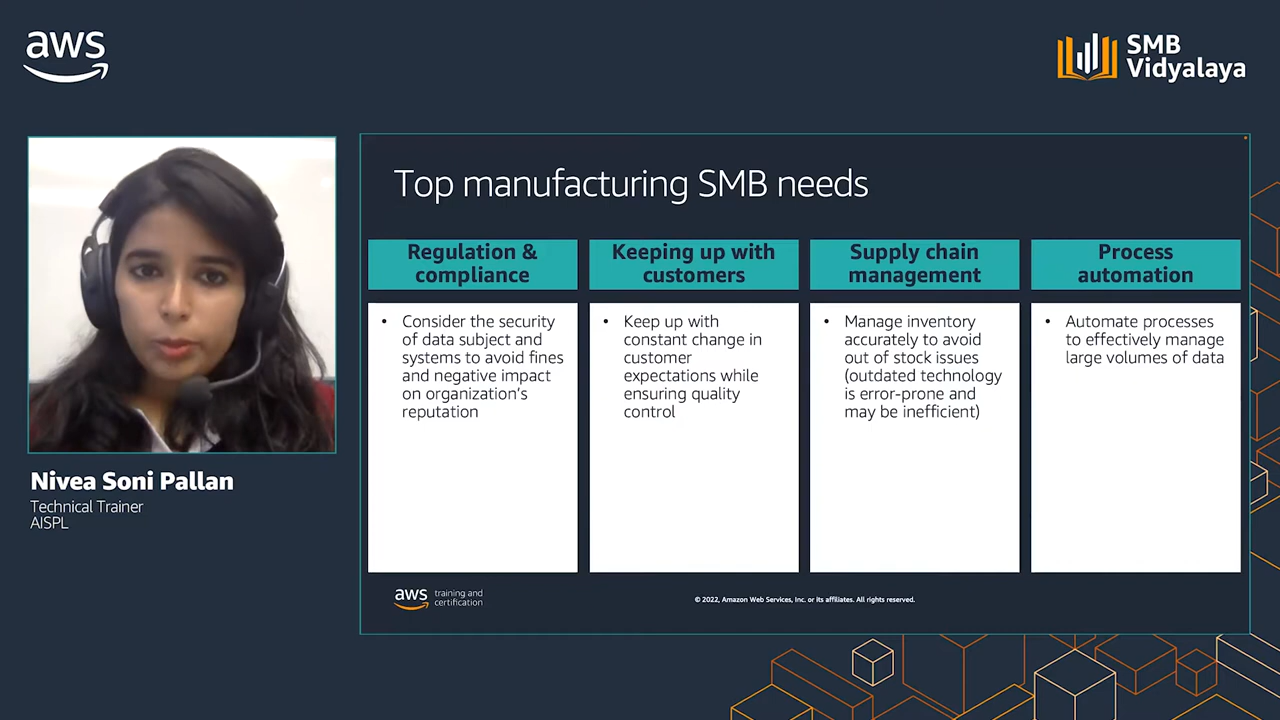 aws
SMB
Vidyalaya
Top manufacturing SMB needs
Regulation &
compliance
• Consider the security
of data subject and
systems to avoid fines
and negative impact
on organization's
reputation
Keeping up with
customers
• Keep up with
constant change in
customer
expectations while
ensuring quality
control
Supply chain
management
• Manage inventory
accurately to avoid
out of stock issues
(outdated technology
is error-prone and
may be inefficient)
Process
automation
• Automate processes
to effectively manage
large volumes of data
Nivea Soni Pallan
Technical Trainer
AISPL
aws
training and
certification
© 2022, Amazon Web Services, Inc. or its affiliates. All rights reserved.